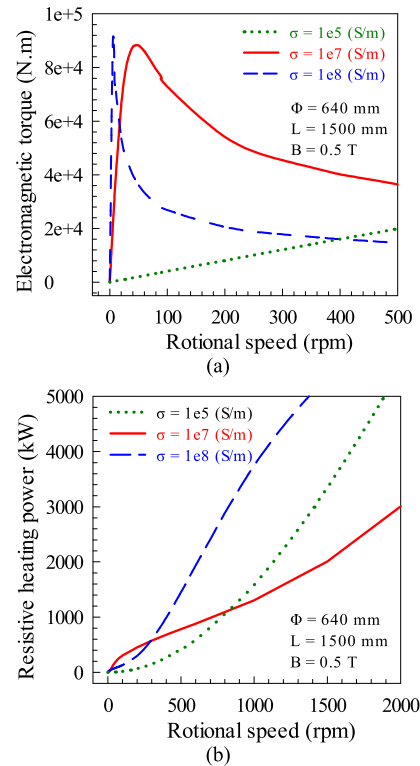 (a)
Electromagnetic torque (N.m)
1e+5
8e+4
6e+4
4e+4
2e+4
0
σ = 1e5 (S/m)
σ = 1e7 (S/m)
σ = 1e8 (S/m)
Φ = 640 mm
L = 1500 mm
B = 0.5 T
0 100 200 300 400 500
Rotional speed (rpm)
(a)
Resistive heating power (kW)
5000
4000
3000
2000
1000
0
σ = 1e5 (S/m)
σ = 1e7 (S/m)
σ = 1e8 (S/m)
Φ = 640 mm
L = 1500 mm
B = 0.5 T
0 500 1000 1500 2000
Rotional speed (rpm)
(b)